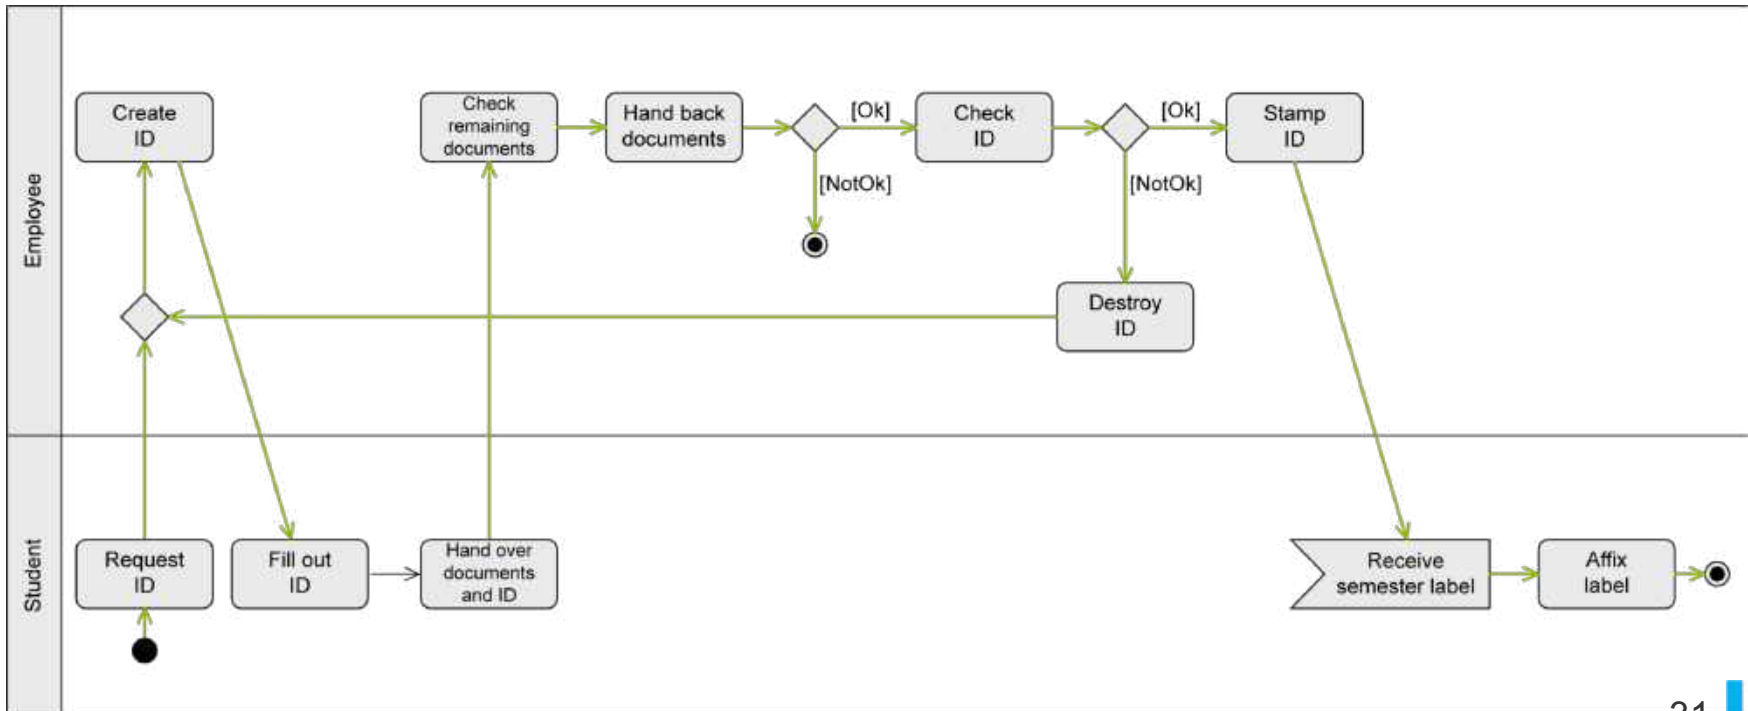 Employee
Create
ID
Check
remaining
documents
Hand back
documents
[Ok]
Check
ID
[Ok]
Stamp
ID
[NotOk]
[NotOk]
Destroy
ID
Student
Request
ID
Fill out
ID
Hand over
documents
and ID
Receive
semester label
Affix
label